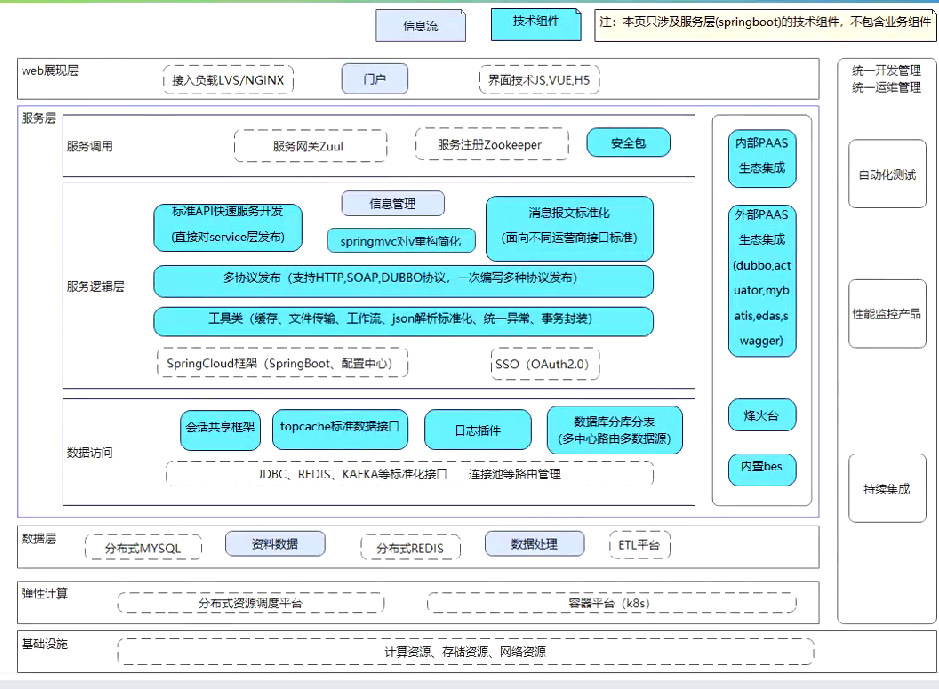 信息流
技术组件
注：本页只涉及服务层(springboot)的技术组件，不包含业务组件
web展现层
接入负载LVS/NGINX
门户
界面技术JS,VUE,H5
统一开发管理
统一运维管理
服务层
服务调用
服务网关Zuul
服务注册Zookeeper
安全包
内部PAAS
生态集成
自动化测试
服务逻辑层
标准API快速服务开发
(直接对service层发布)
信息管理
springmvc对v重构简化
消息报文标准化
(面向不同运营商接口标准)
外部PAAS
生态集成
(dubbo,act
uator,myb
atis,edas,s
wagger)
多协议发布（支持HTTP,SOAP,DUBBO协议，一次编写多种协议发布）
工具类（缓存、文件传输、工作流、json解析标准化、统一异常、事务封装）
性能监控产品
SpringCloud框架（SpringBoot、配置中心）
SSO（OAuth2.0）
数据访问
会话共享框架
topcache标准数据接口
日志插件
数据库分库分表
(多中心路由多数据源)
烽火台
JDBC、REDIS、KAFKA等标准化接口
连接池等路由管理
内置bes
持续集成
数据层
分布式MYSQL
资料数据
分布式REDIS
数据处理
ETL平台
弹性计算
分布式资源调度平台
容器平台（k8s）
基础设施
计算资源、存储资源、网络资源